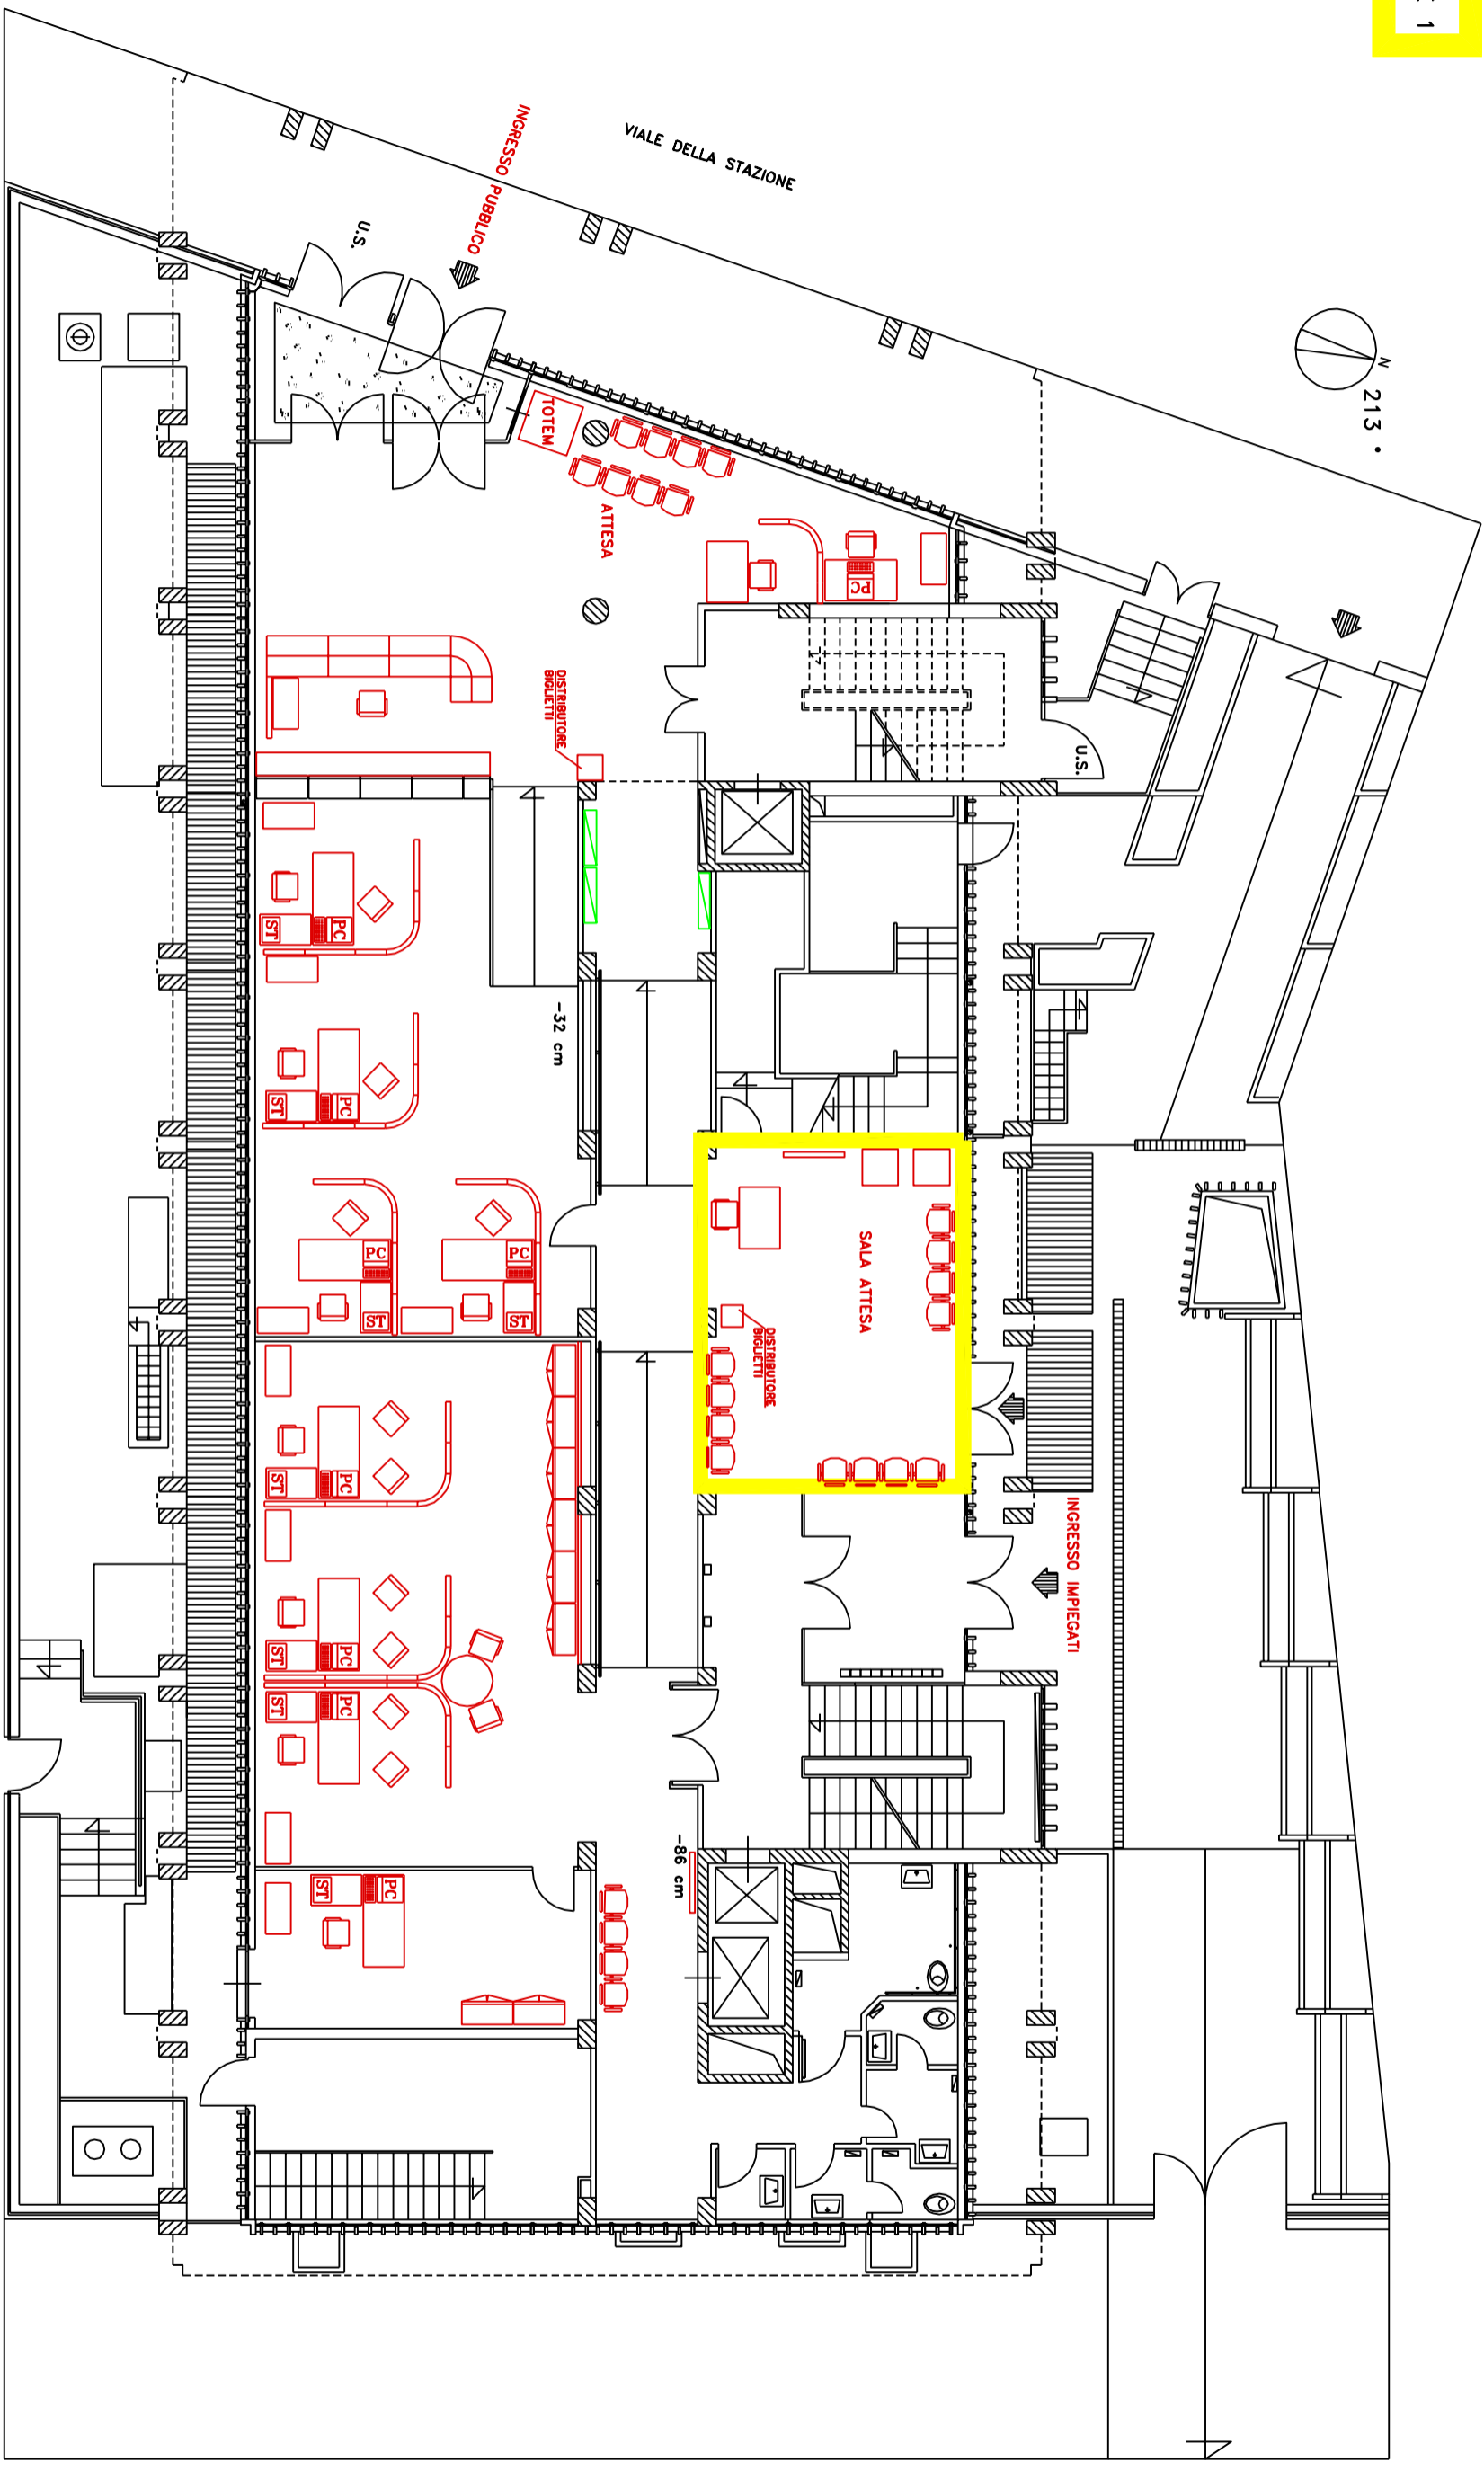 1
N
213
VIALE DELLA STAZIONE
INGRESSO PUBBLICO
U.S.
TOTEM
ATTESA
PC
DISTRIBUTORE
BIGLIETTI
U.S.
PC
ST
-32 cm
PC
ST
PC
ST
PC
ST
SALA ATTESA
DISTRIBUTORE
BIGLIETTI
INGRESSO IMPIEGATI
PC
ST
PC
ST
PC
ST
-86 cm
PC
ST